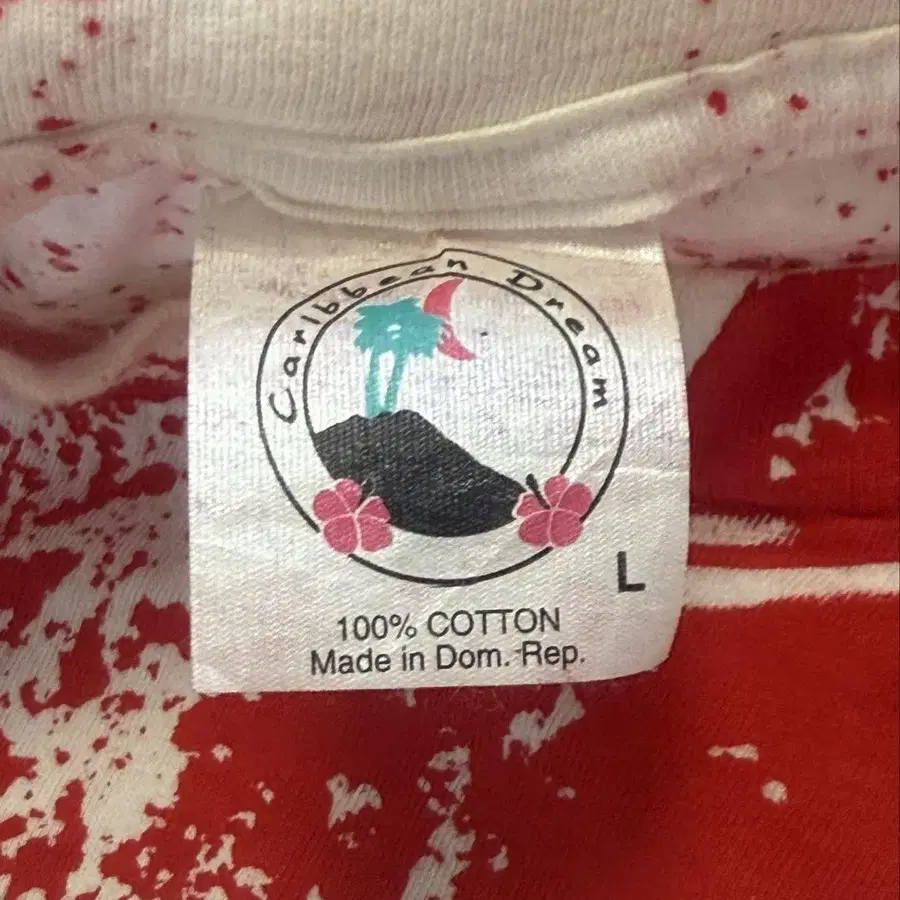 Caribbean Dream
L
100% COTTON
Made in Dom. Rep.